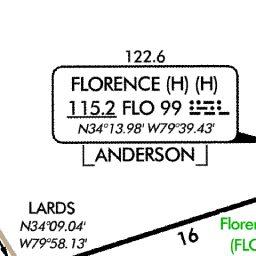 122.6
FLORENCE (H) (H)
115.2 FLO 99
N34°13.98' W79°39.43'
ANDERSON
LARDS
N34°09.04'
W79°58.13'
16
Floren
(FLO